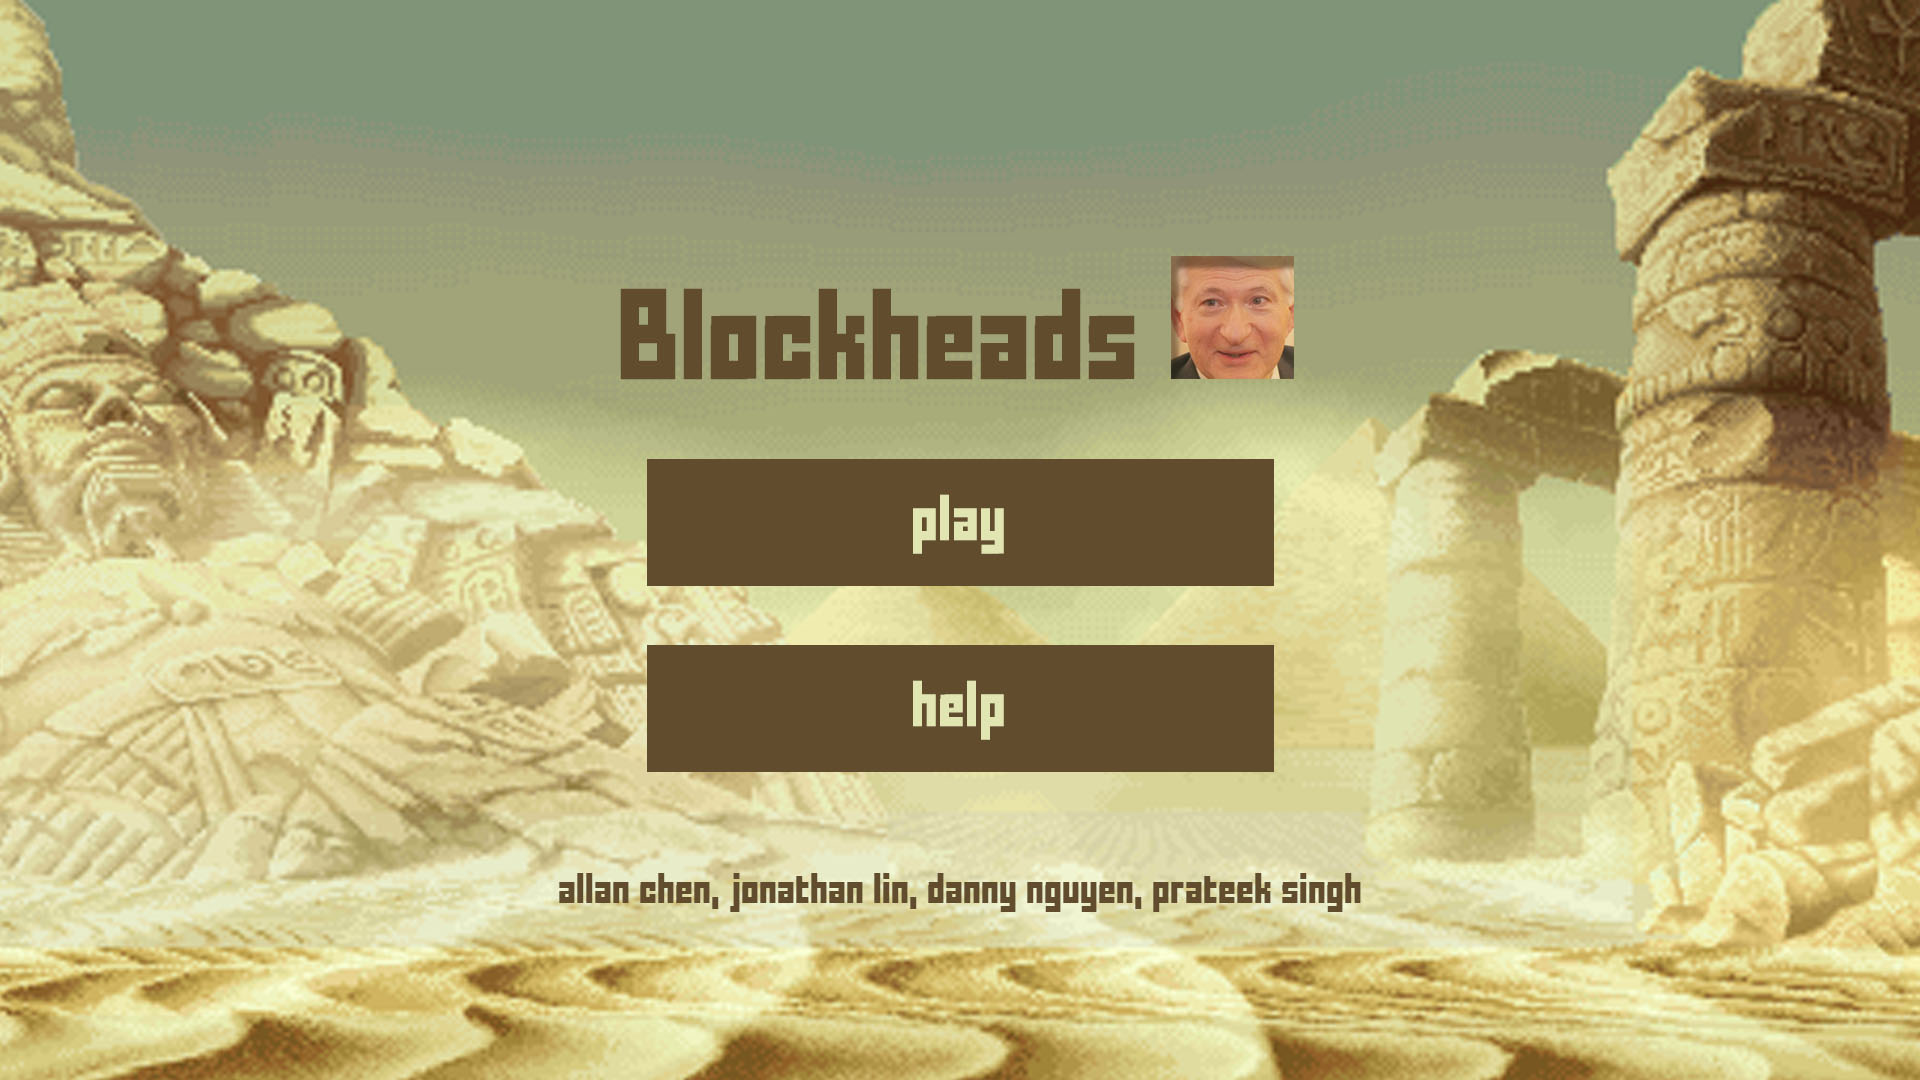 Blockheads
play
help
allan chen, jonathan lin, danny nguyen, prateek singh